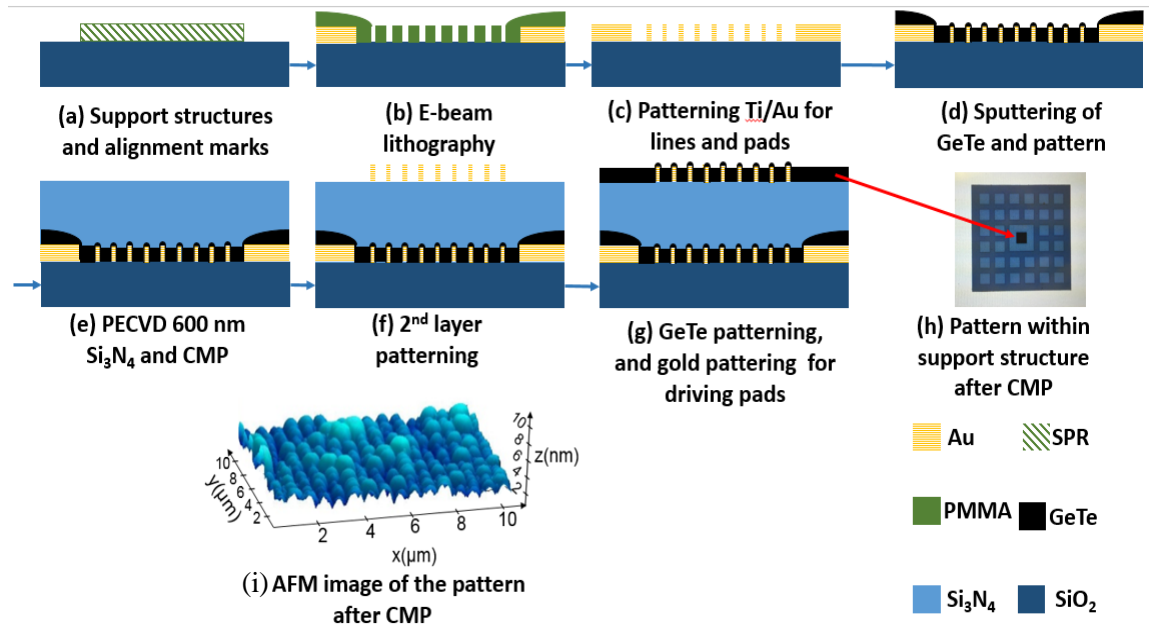 (a) Support structures
and alignment marks
(b) E-beam
lithography
(c) Patterning Ti/Au for
lines and pads
(d) Sputtering of
GeTe and pattern
(e) PECVD 600 nm
Si₃N₄ and CMP
(f) 2ⁿᵈ layer
patterning
(g) GeTe patterning,
and gold pattering for
driving pads
(h) Pattern within
support structure
after CMP
10
8
6
4
2
y(μm)
2
4
6
8
10
x(μm)
10
8
6
4
2
z(nm)
(i) AFM image of the pattern
after CMP
Au
SPR
PMMA
GeTe
Si₃N₄
SiO₂